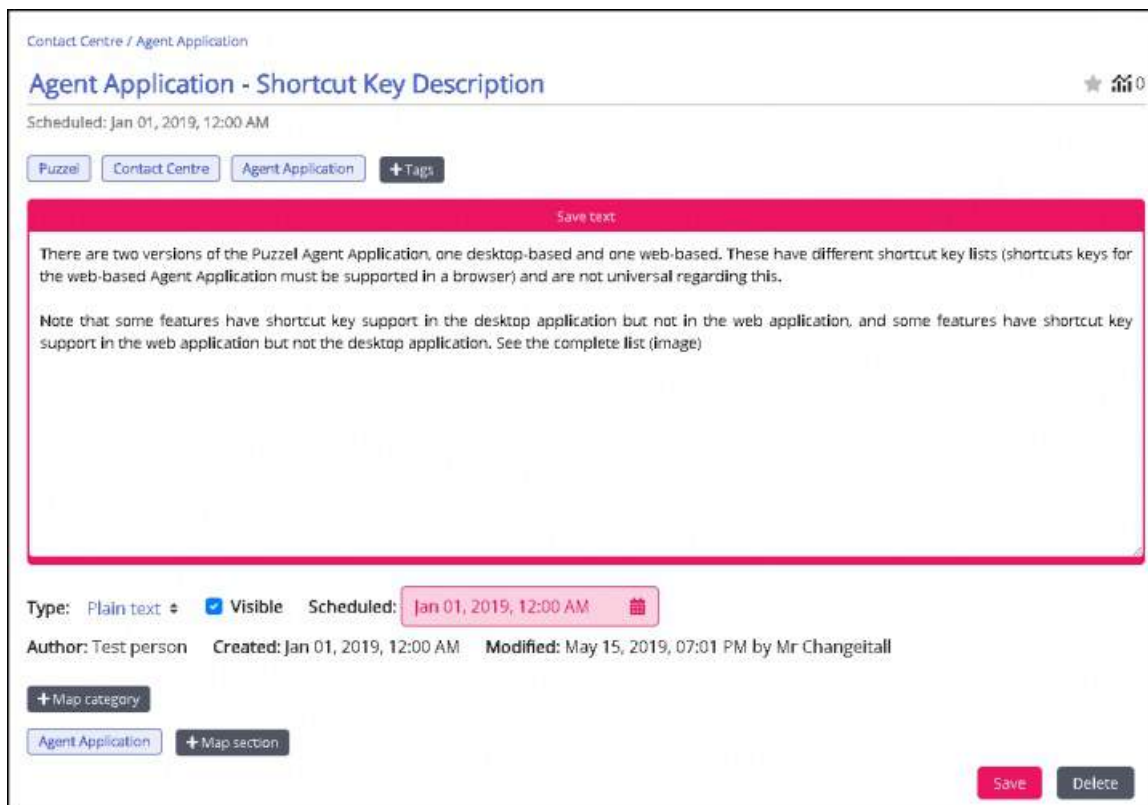 Contact Centre / Agent Application
Agent Application - Shortcut Key Description
0
Scheduled: Jan 01, 2019, 12:00 AM
Puzzel Contact Centre Agent Application +Tags
Save text
There are two versions of the Puzzel Agent Application, one desktop-based and one web-based. These have different shortcut key lists (shortcuts keys for
the web-based Agent Application must be supported in a browser) and are not universal regarding this.
Note that some features have shortcut key support in the desktop application but not in the web application, and some features have shortcut key
support in the web application but not the desktop application. See the complete list (image)
Type: Plain text Visible Scheduled: Jan 01, 2019, 12:00 AM
Author: Test person Created: Jan 01, 2019, 12:00 AM Modified: May 15, 2019, 07:01 PM by Mr Changeitall
+Map category
Agent Application +Map section
Save Delete